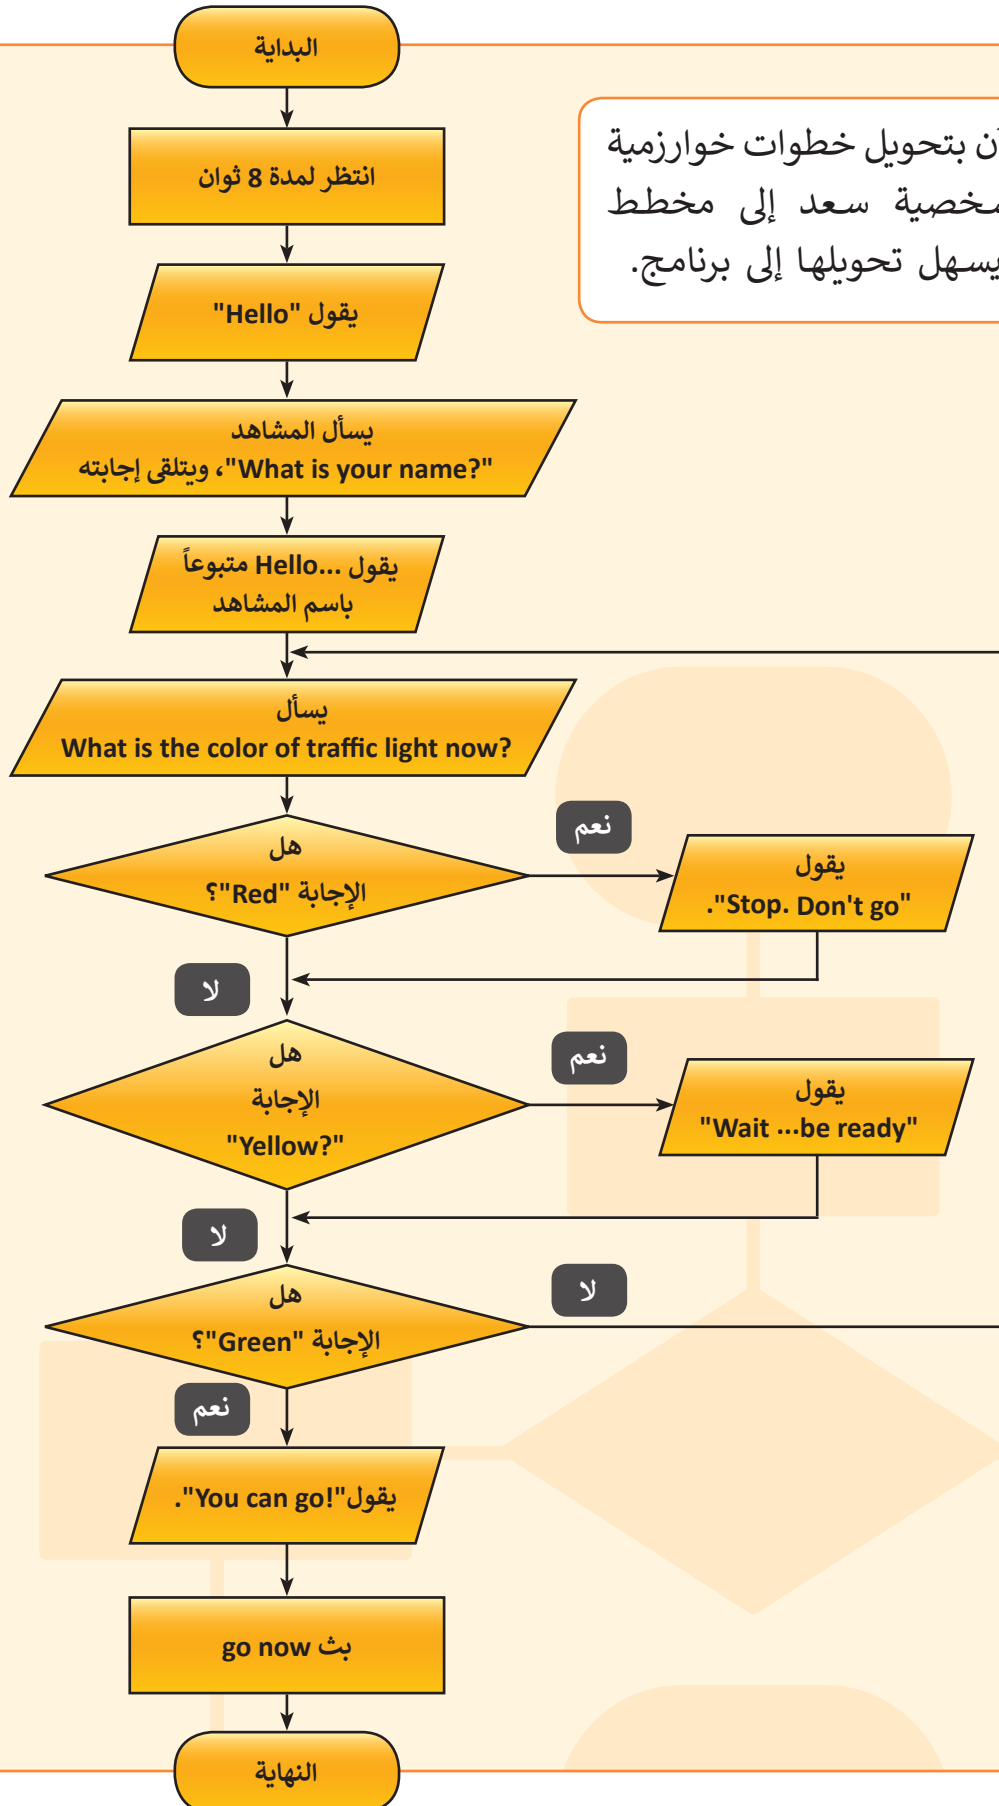 البداية
ن بتحويل خطوات خوارزمية
خصية سعد إلى مخطط
يسهل تحويلها إلى برنامج.
انتظر لمدة 8 ثوان
يقول "Hello"
يسأل المشاهد
"What is your name?"، ويتلقى إجابته
يقول ...Hello متبوعاً
باسم المشاهد
يسأل
What is the color of traffic light now?
هل
الإجابة "Red"؟
نعم
يقول
"Stop. Don't go".
لا
هل
الإجابة
"Yellow?"
نعم
يقول
"Wait ...be ready"
لا
هل
الإجابة "Green"؟
لا
نعم
يقول"You can go!".
بث go now
النهاية